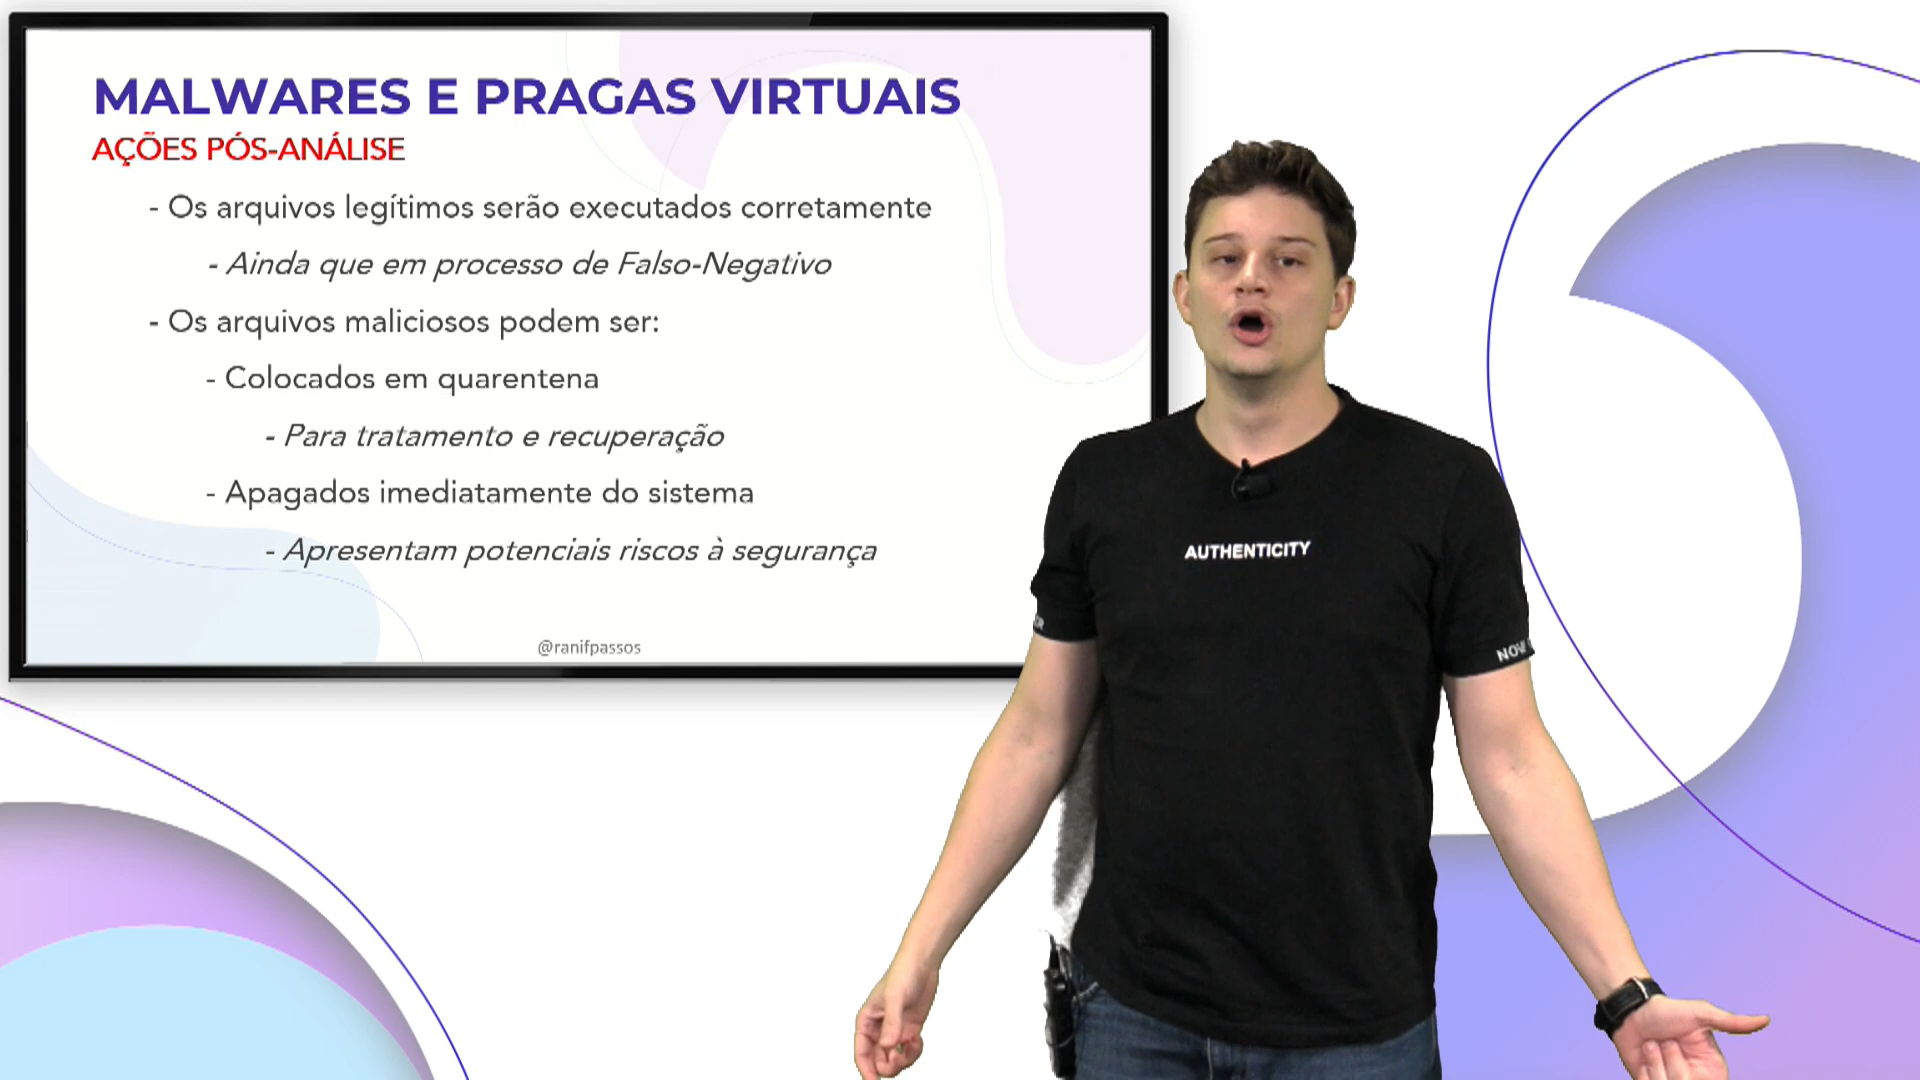 MALWARES E PRAGAS VIRTUAIS
AÇÕES PÓS-ANÁLISE
- Os arquivos legítimos serão executados corretamente
- Ainda que em processo de Falso-Negativo
- Os arquivos maliciosos podem ser:
- Colocados em quarentena
- Para tratamento e recuperação
- Apagados imediatamente do sistema
- Apresentam potenciais riscos à segurança
@ranifpassos
AUTHENTICITY